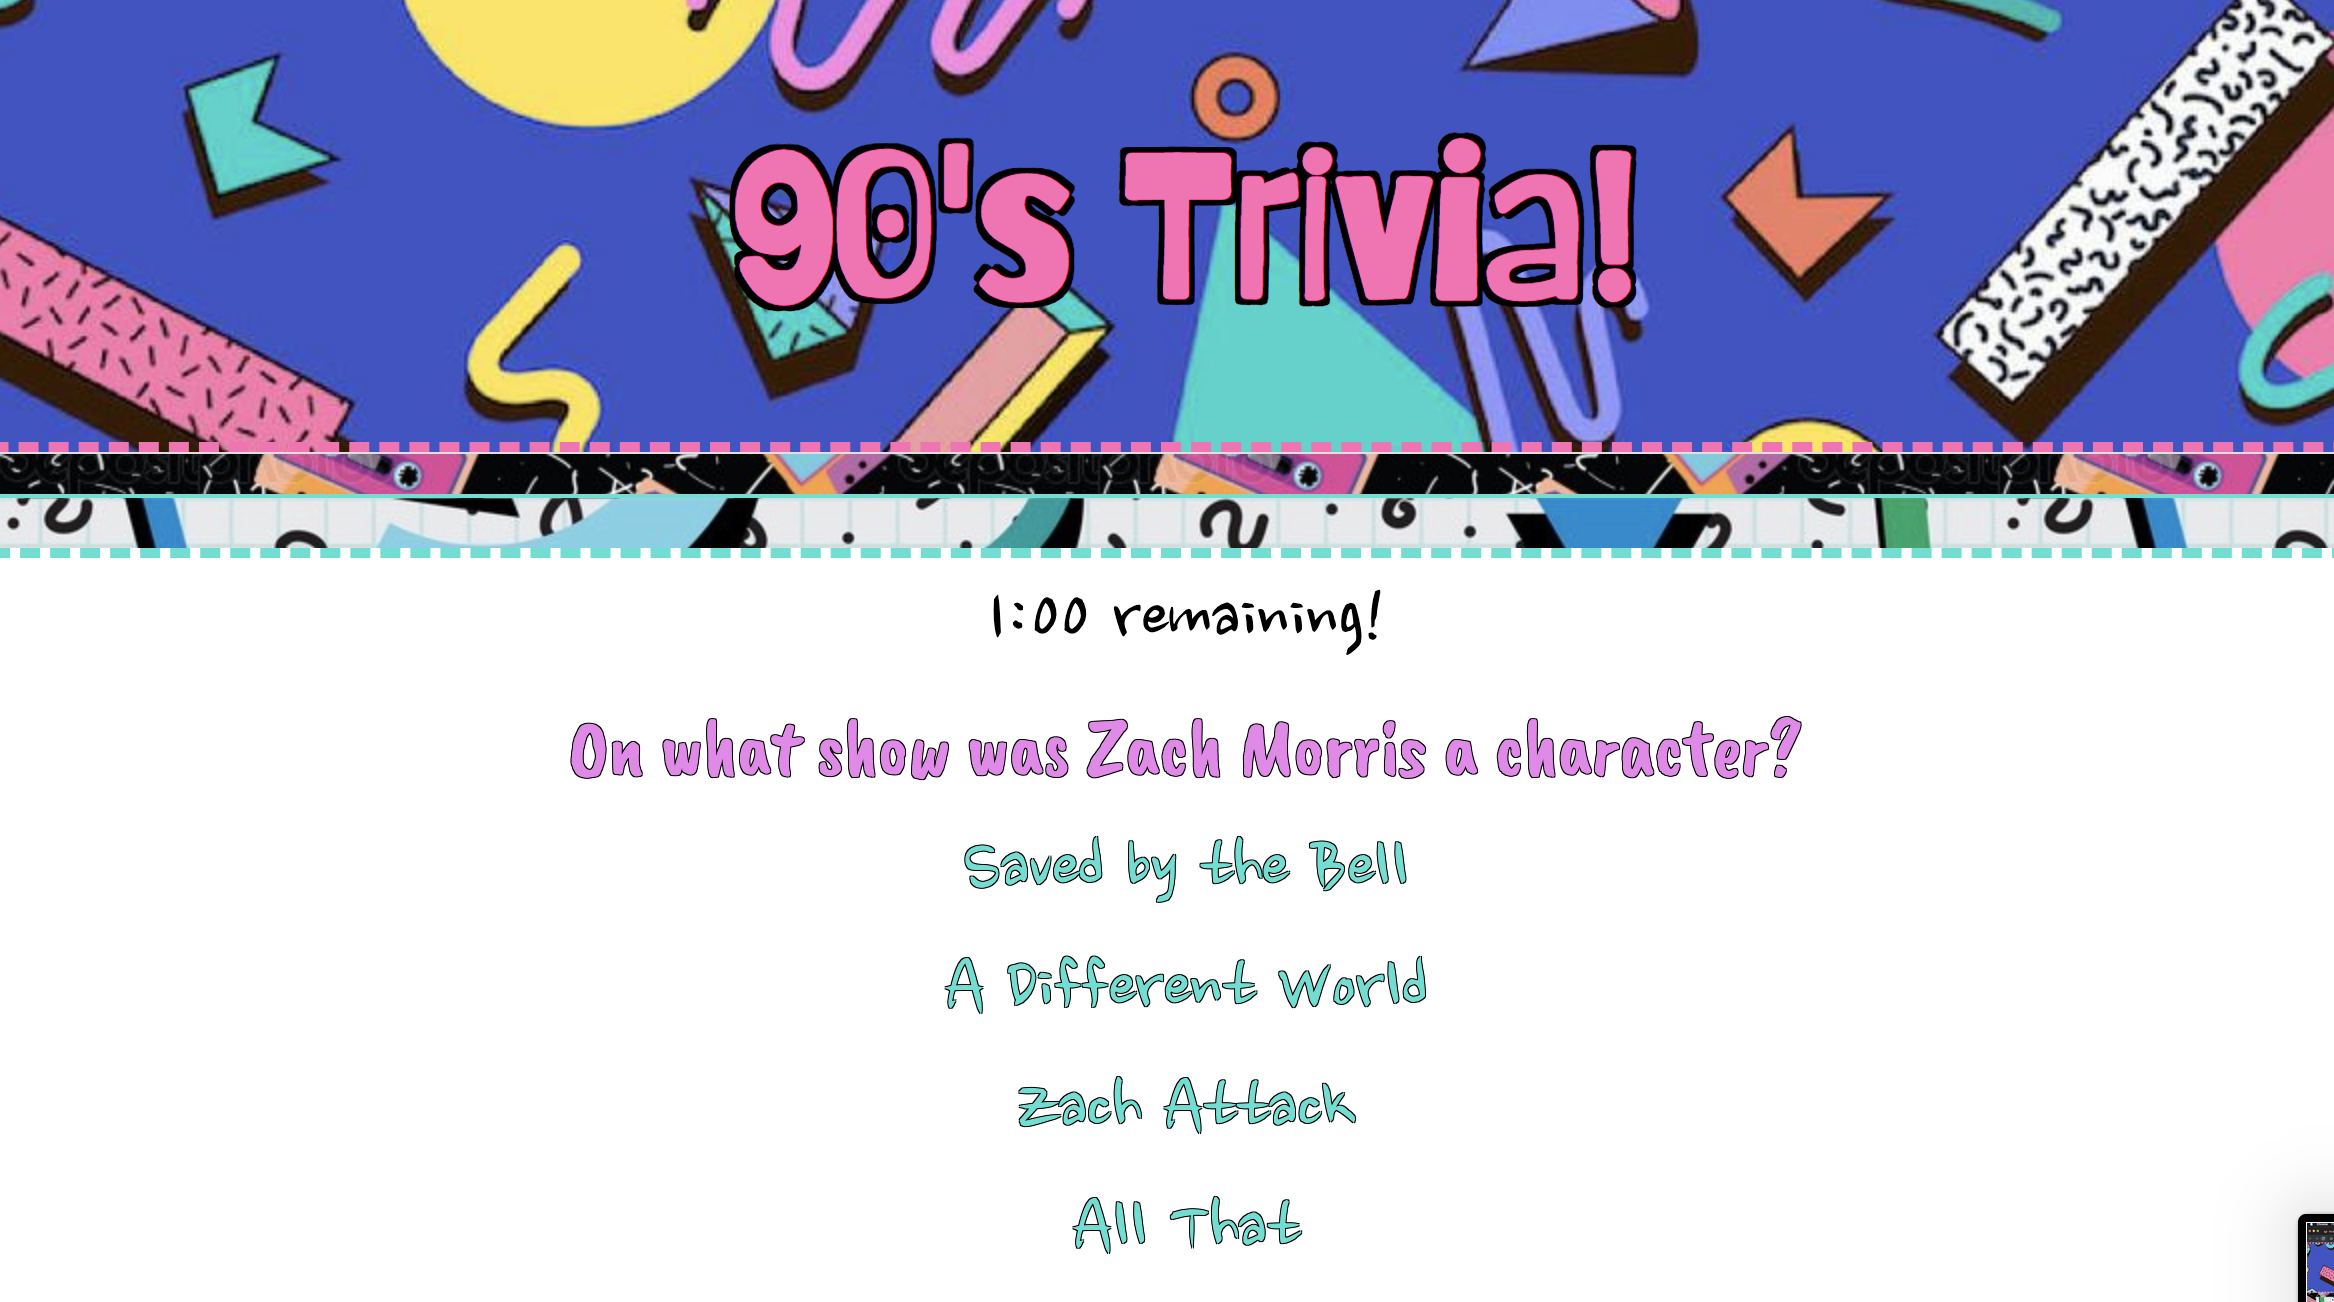 90's Trivia!
1:00 remaining!
On what show was Zach Morris a character?
Saved by the Bell
A Different World
Zach Attack
All That